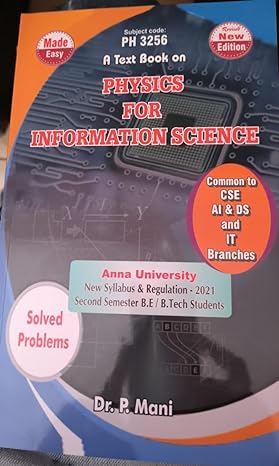 Subject code:
PH 3256
Made
Easy
Revised
New
Edition
A Text Book on
PHYSICS
FOR
INFORMATION SCIENCE
Common to
CSE
AI & DS
and
IT
Branches
Anna University
New Syllabus & Regulation - 2021
Second Semester B.E / B.Tech Students
Solved
Problems
A B C D E F
Dr. P. Mani